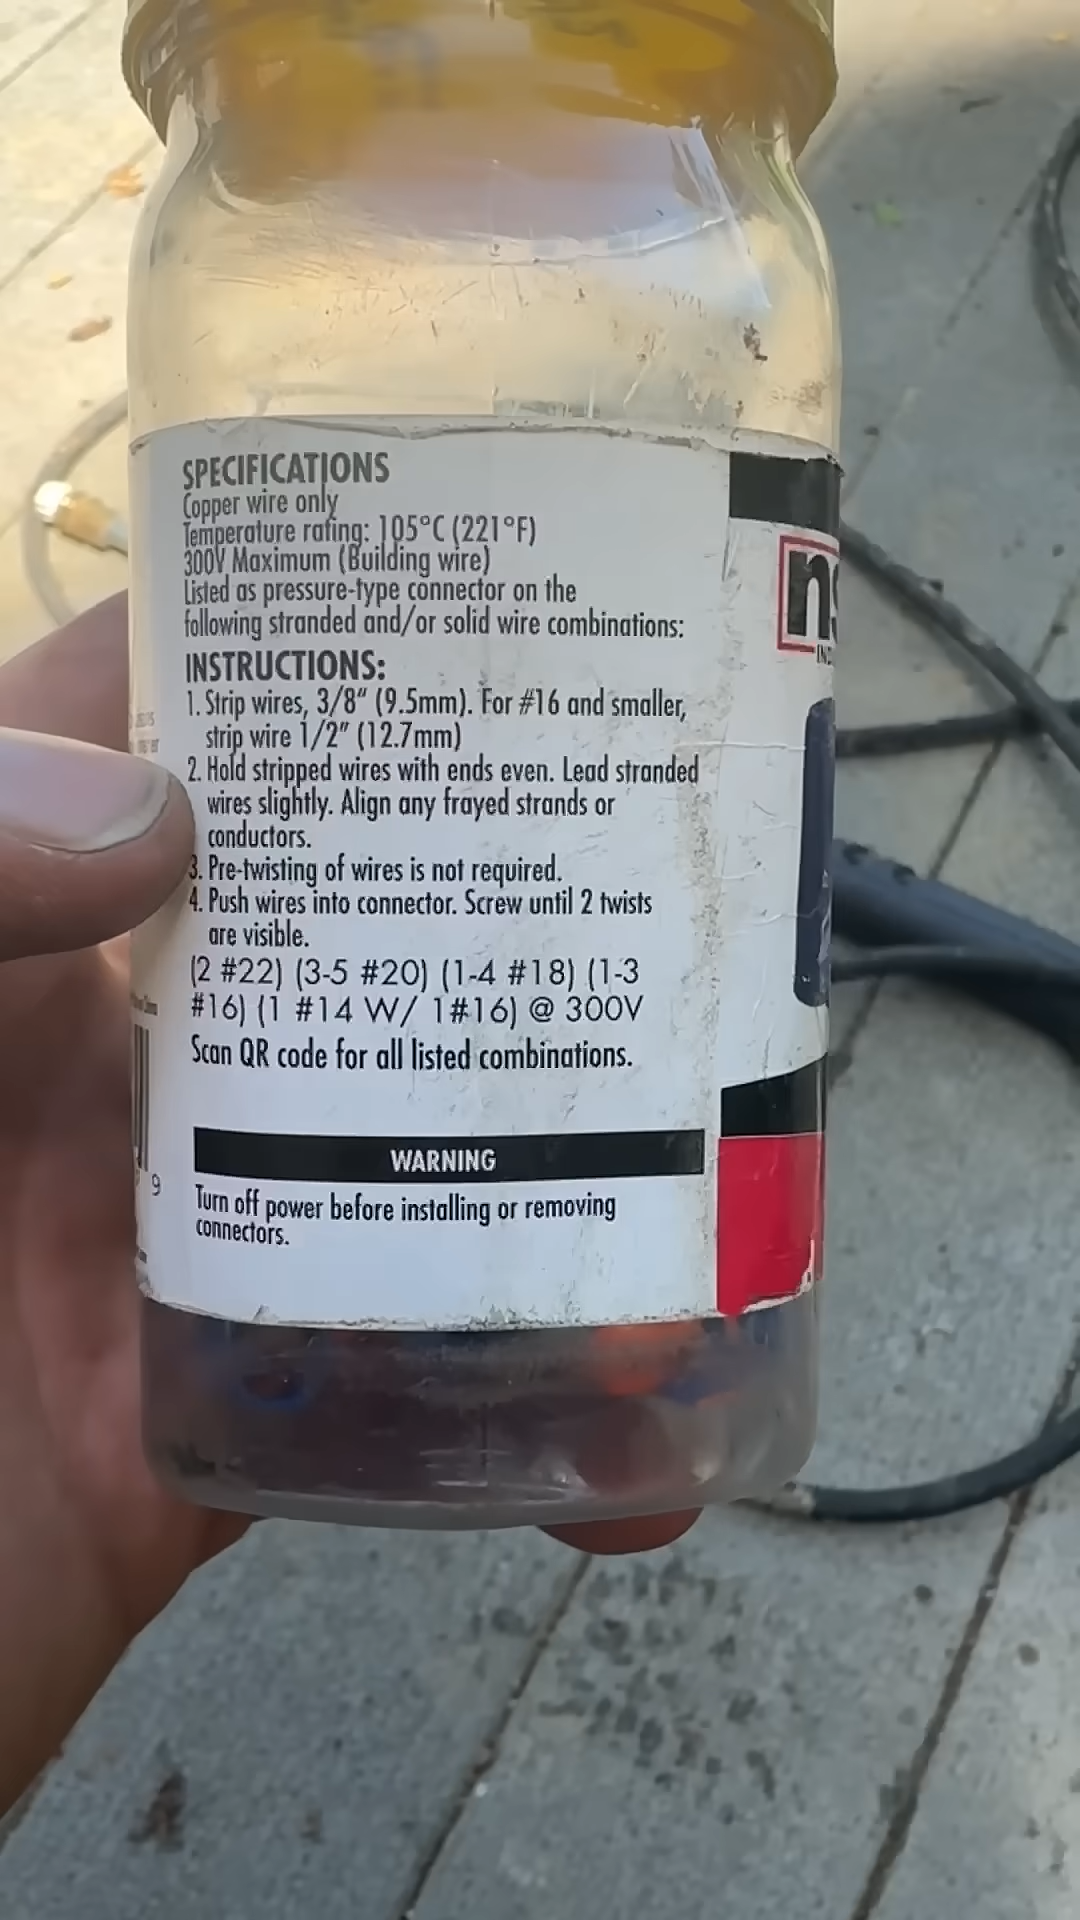 SPECIFICATIONS
Copper wire only
Temperature rating: 105°C (221°F)
300V Maximum (Building wire)
Listed as pressure-type connector on the
following stranded and/or solid wire combinations:
INSTRUCTIONS:
1. Strip wires, 3/8" (9.5mm). For #16 and smaller,
strip wire 1/2" (12.7mm)
2. Hold stripped wires with ends even. Lead stranded
wires slightly. Align any frayed strands or
conductors.
3. Pre-twisting of wires is not required.
4. Push wires into connector. Screw until 2 twists
are visible.
(2 #22) (3-5 #20) (1-4 #18) (1-3
#16) (1 #14 W/ 1#16) @ 300V
Scan QR code for all listed combinations.
WARNING
Turn off power before installing or removing
connectors.
9